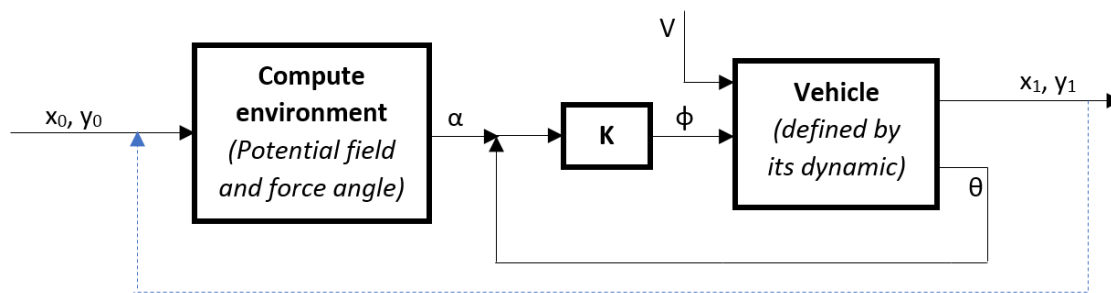 x₀, y₀
Compute
environment
(Potential field
and force angle)
α
K
ϕ
V
Vehicle
(defined by
its dynamic)
x₁, y₁
θ